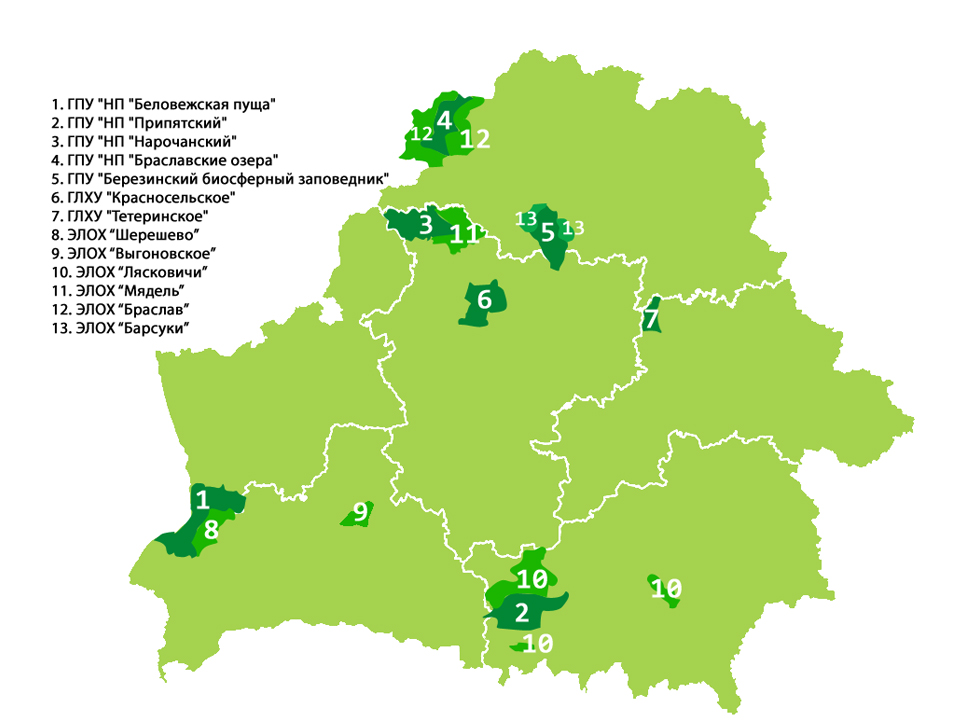 1. ГПУ "НП "Беловежская пуща"
2. ГПУ "НП "Припятский"
3. ГПУ "НП "Нарочанский"
4. ГПУ "НП "Браславские озера"
5. ГПУ "Березинский биосферный заповедник"
6. ГЛХУ "Красносельское"
7. ГЛХУ "Тетеринское"
8. ЭЛОХ “Шерешево”
9. ЭЛОХ “Выгоновское”
10. ЭЛОХ “Лясковичи”
11. ЭЛОХ “Мядель”
12. ЭЛОХ “Браслав”
13. ЭЛОХ “Барсуки”
4
12
12
3
11
13
5
13
6
7
1
8
9
10
10
2
10